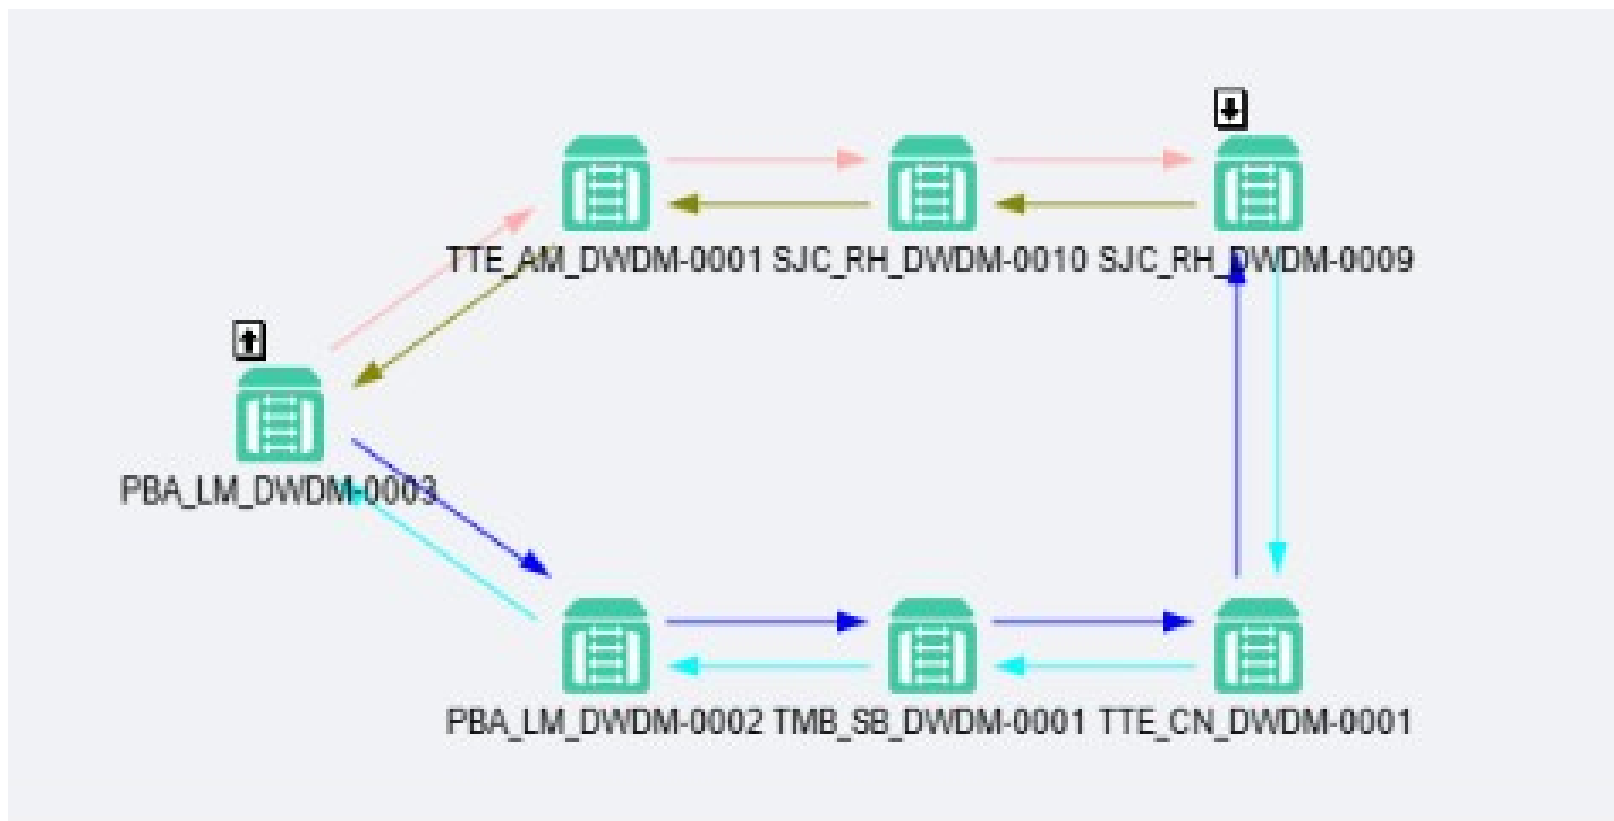 TTE_AM_DWDM-0001 SJC_RH_DWDM-0010 SJC_RH_DWDM-0009
PBA_LM_DWDM-0003
PBA_LM_DWDM-0002 TMB_SB_DWDM-0001 TTE_CN_DWDM-0001